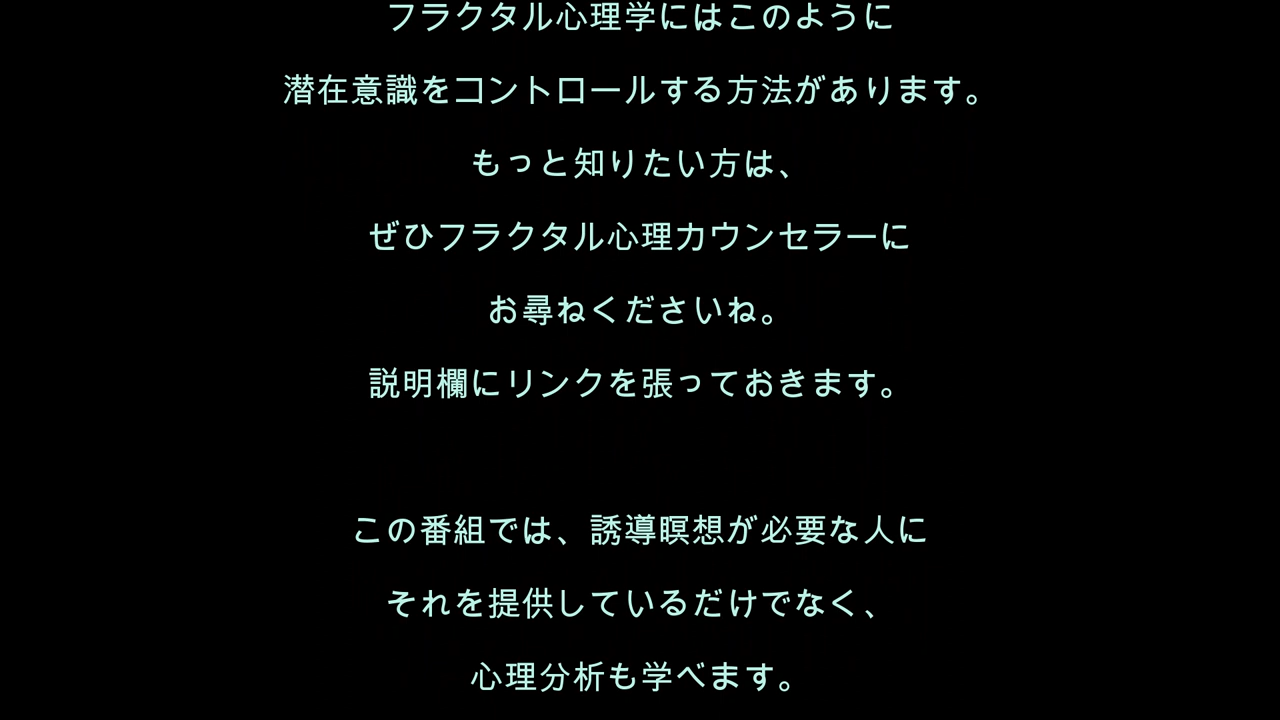 フラクタル心理学にはこのように
潜在意識をコントロールする方法があります。
もっと知りたい方は、
ぜひフラクタル心理カウンセラーに
お尋ねくださいね。
説明欄にリンクを張っておきます。
この番組では、誘導瞑想が必要な人に
それを提供しているだけでなく、
心理分析も学べます。